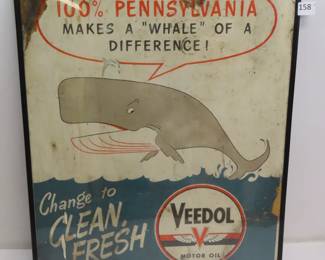 158
100% PENNSYLVANIA
MAKES A "WHALE" OF A
DIFFERENCE!
Change to
CLEAN,
FRESH
VEEDOL
MOTOR OIL